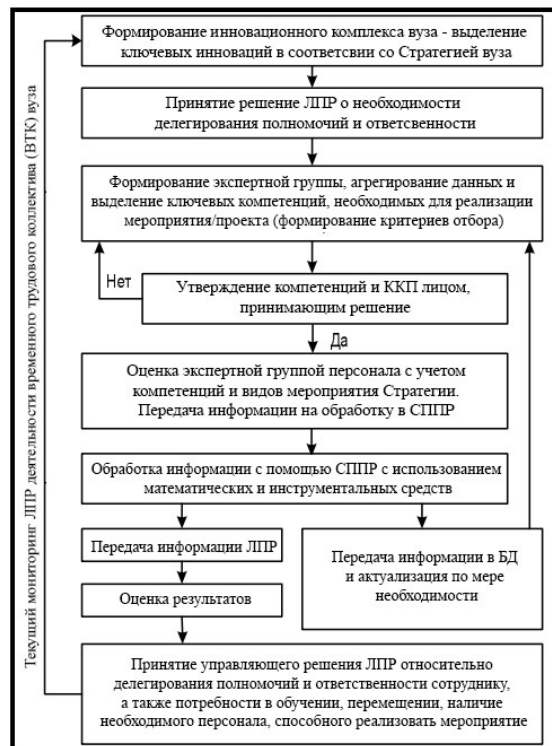 Формирование инновационного комплекса вуза - выделение
ключевых инноваций в соответсвии со Стратегией вуза
Принятие решение ЛПР о необходимости
делегирования полномочий и ответсвенности
Формирование экспертной группы, агрегирование данных и
выделение ключевых компетенций, необходимых для реализации
мероприятия/проекта (формирование критериев отбора)
Нет
Утверждение компетенций и ККП лицом,
принимающим решение
Да
Оценка экспертной группой персонала с учетом
компетенций и видов мероприятия Стратегии.
Передача информации на обработку в СППР
Обработка информации с помощью СППР с использованием
математических и инструментальных средств
Передача информации ЛПР
Передача информации в БД
и актуализация по мере
необходимости
Оценка результатов
Принятие управляющего решения ЛПР относительно
делегирования полномочий и ответственности сотруднику,
а также потребности в обучении, перемещении, наличие
необходимого персонала, способного реализовать мероприятие
Текущий мониторинг ЛПР деятельности временного трудового коллектива (ВТК) вуза